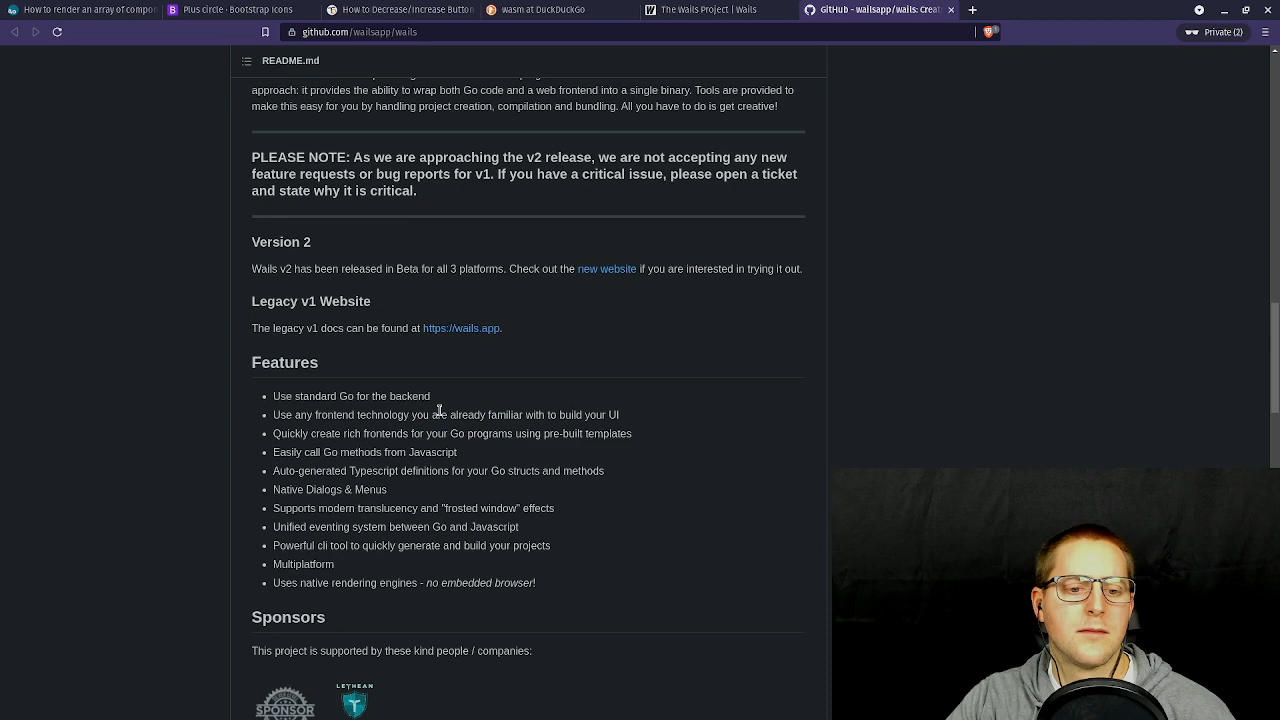 How to render an array of compor
Plus circle · Bootstrap Icons
How to Decrease/Increase Button
wasm at DuckDuckGo
The Wails Project | Wails
GitHub - wailsapp/wails: Creat
github.com/wailsapp/wails
Private (2)
README.md
approach: it provides the ability to wrap both Go code and a web frontend into a single binary. Tools are provided to
make this easy for you by handling project creation, compilation and bundling. All you have to do is get creative!
PLEASE NOTE: As we are approaching the v2 release, we are not accepting any new
feature requests or bug reports for v1. If you have a critical issue, please open a ticket
and state why it is critical.
Version 2
Wails v2 has been released in Beta for all 3 platforms. Check out the new website if you are interested in trying it out.
Legacy v1 Website
The legacy v1 docs can be found at https://wails.app.
Features
Use standard Go for the backend
Use any frontend technology you are already familiar with to build your UI
Quickly create rich frontends for your Go programs using pre-built templates
Easily call Go methods from Javascript
Auto-generated Typescript definitions for your Go structs and methods
Native Dialogs & Menus
Supports modern translucency and "frosted window" effects
Unified eventing system between Go and Javascript
Powerful cli tool to quickly generate and build your projects
Multiplatform
Uses native rendering engines - no embedded browser!
Sponsors
This project is supported by these kind people / companies:
LETHEAN
SPONSOR